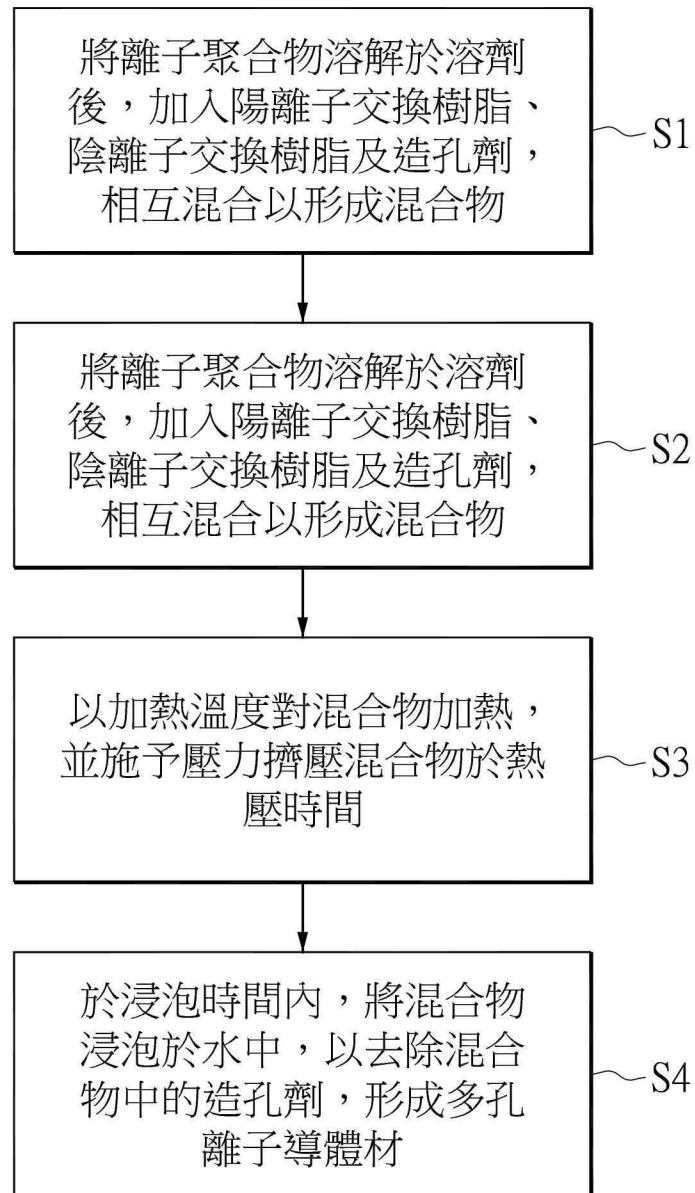 將離子聚合物溶解於溶劑
後，加入陽離子交換樹脂、
陰離子交換樹脂及造孔劑，
相互混合以形成混合物
S1
將離子聚合物溶解於溶劑
後，加入陽離子交換樹脂、
陰離子交換樹脂及造孔劑，
相互混合以形成混合物
S2
以加熱溫度對混合物加熱，
並施予壓力擠壓混合物於熱
壓時間
S3
於浸泡時間內，將混合物
浸泡於水中，以去除混合
物中的造孔劑，形成多孔
離子導體材
S4